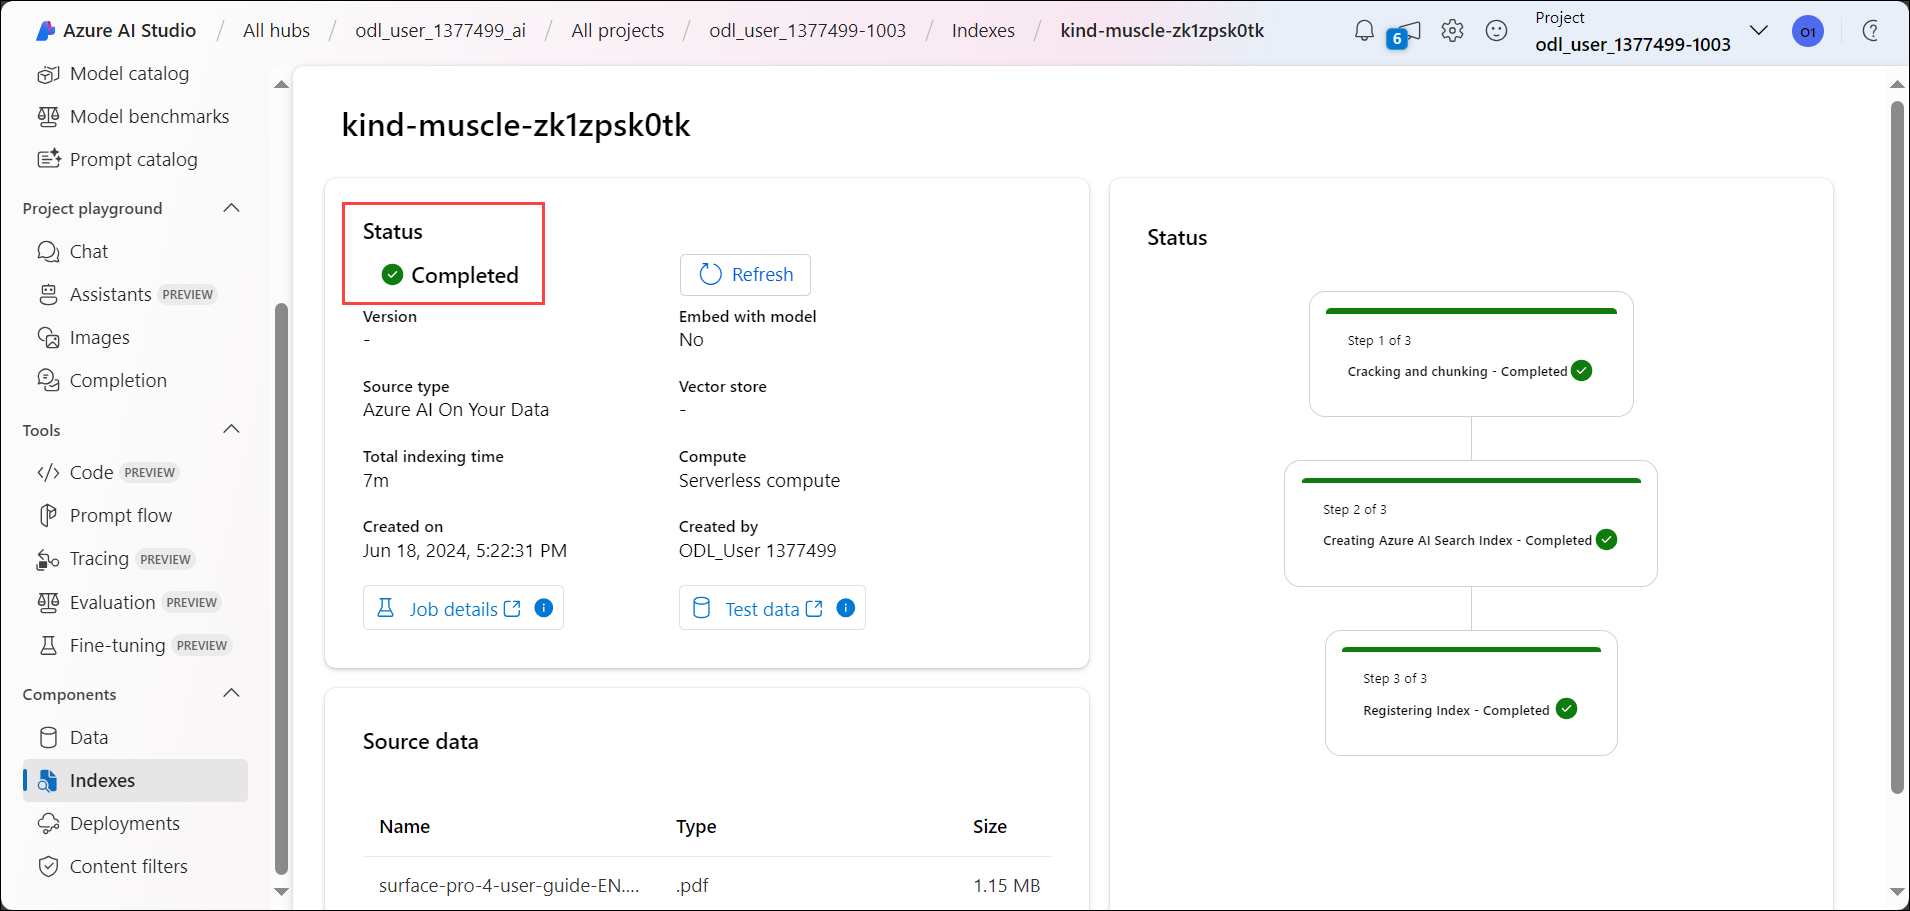 Azure AI Studio / All hubs / odl_user_1377499_ai / All projects / odl_user_1377499-1003 / Indexes / kind-muscle-zk1zpsk0tk
6
Project
odl_user_1377499-1003
O1
Model catalog
Model benchmarks
Prompt catalog
Project playground
Chat
Assistants PREVIEW
Images
Completion
Tools
Code PREVIEW
Prompt flow
Tracing PREVIEW
Evaluation PREVIEW
Fine-tuning PREVIEW
Components
Data
Indexes
Deployments
Content filters
kind-muscle-zk1zpsk0tk
Status
Completed
Refresh
Version
-
Embed with model
No
Source type
Azure AI On Your Data
Vector store
-
Total indexing time
7m
Compute
Serverless compute
Created on
Jun 18, 2024, 5:22:31 PM
Created by
ODL_User 1377499
Job details
Test data
Source data
Name Type Size
surface-pro-4-user-guide-EN.... .pdf 1.15 MB
Status
Step 1 of 3
Cracking and chunking - Completed
Step 2 of 3
Creating Azure AI Search Index - Completed
Step 3 of 3
Registering Index - Completed